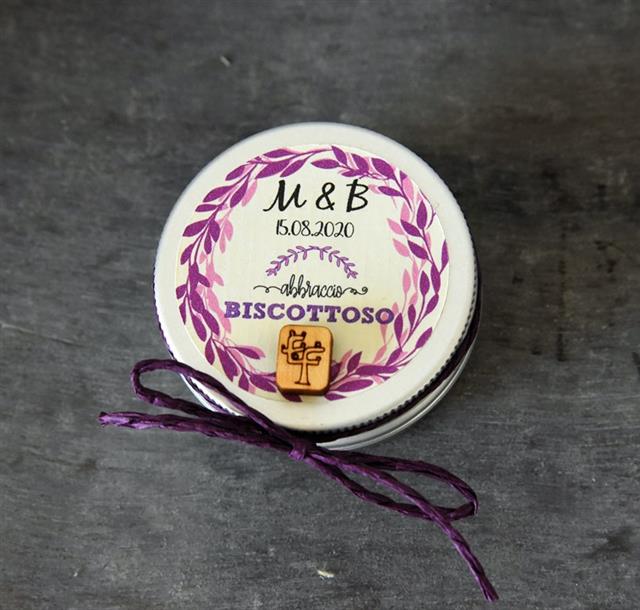 M & B
15.08.2020
abbraccio
BISCOTTOSO